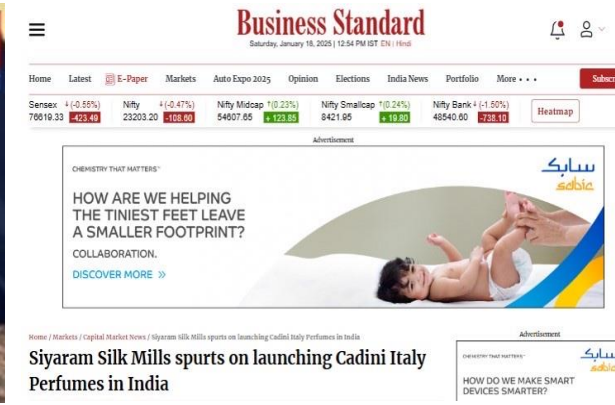 Business Standard
Saturday, January 18, 2025 | 12:54 PM IST EN | Hindi
Home Latest E-Paper Markets Auto Expo 2025 Opinion Elections India News Portfolio More
Subscr
Sensex (-0.55%) Nifty (-0.47%) Nifty Midcap (0.23%) Nifty Smallcap (0.24%) Nifty Bank (-1.50%)
76619.33 -423.49 23203.20 -108.60 54607.65 + 123.85 8421.95 + 19.80 48540.60 -738.10
Heatmap
Advertisement
CHEMISTRY THAT MATTERS™
سابك
sabic
HOW ARE WE HELPING
THE TINIEST FEET LEAVE
A SMALLER FOOTPRINT?
COLLABORATION.
DISCOVER MORE >>
Home / Markets / Capital Market News / Siyaram Silk Mills spurts on launching Cadini Italy Perfumes in India
Siyaram Silk Mills spurts on launching Cadini Italy
Perfumes in India
Advertisement
CHEMISTRY THAT MATTERS™
HOW DO WE MAKE SMART
DEVICES SMARTER?